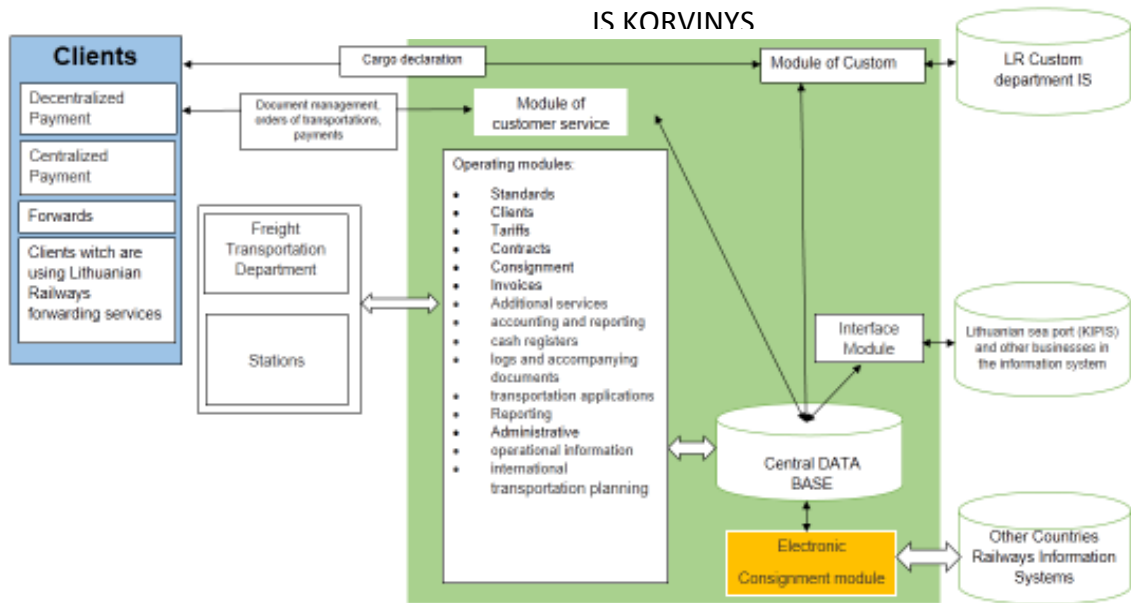 IS KORVINYS
Clients
Decentralized
Payment
Centralized
Payment
Forwards
Clients witch are
using Lithuanian
Railways
forwarding services
Cargo declaration
Document management,
orders of transportations,
payments
Module of
customer service
Module of Custom
LR Custom
department IS
Freight
Transportation
Department
Stations
Operating modules:
• Standards
• Clients
• Tariffs
• Contracts
• Consignment
• Invoices
• Additional services
• accounting and reporting
• cash registers
• logs and accompanying
documents
• transportation applications
• Reporting
• Administrative
• operational information
• international
transportation planning
Interface
Module
Lithuanian sea port (KIPIS)
and other businesses in
the information system
Central DATA
BASE
Electronic
Consignment module
Other Countries
Railways Information
Systems